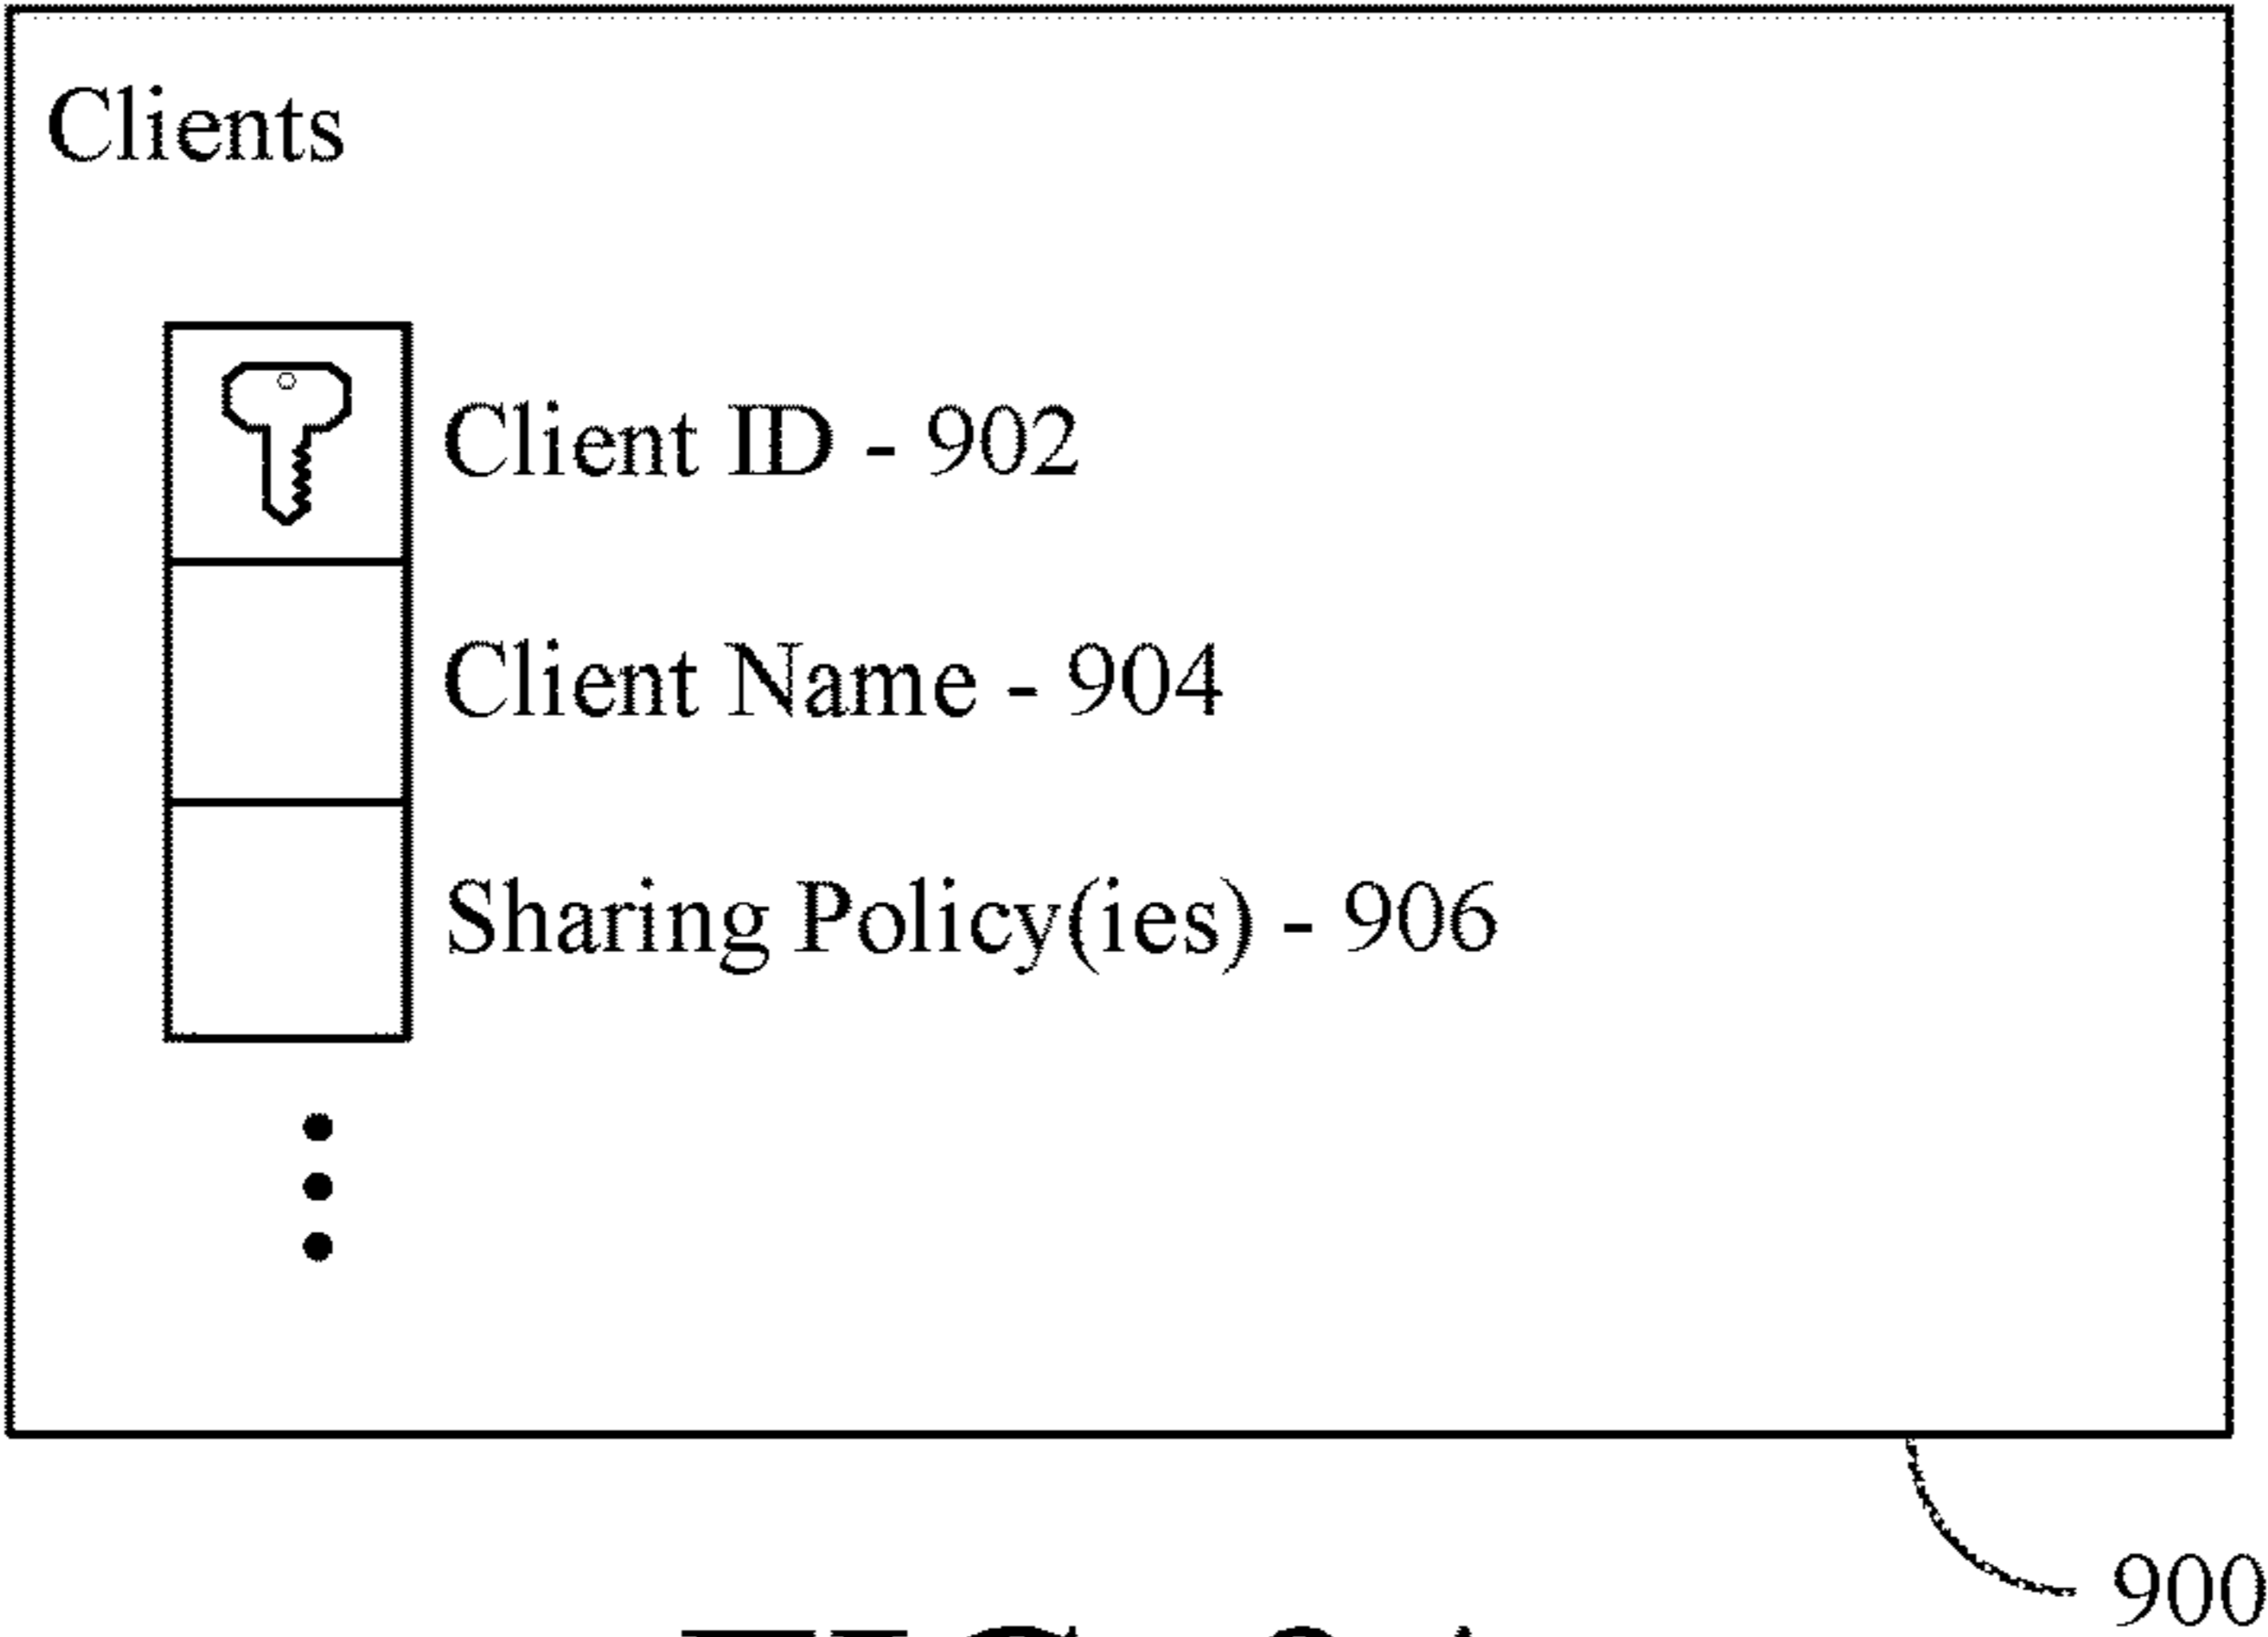 Clients
Client ID - 902
Client Name - 904
Sharing Policy(ies) - 906
900